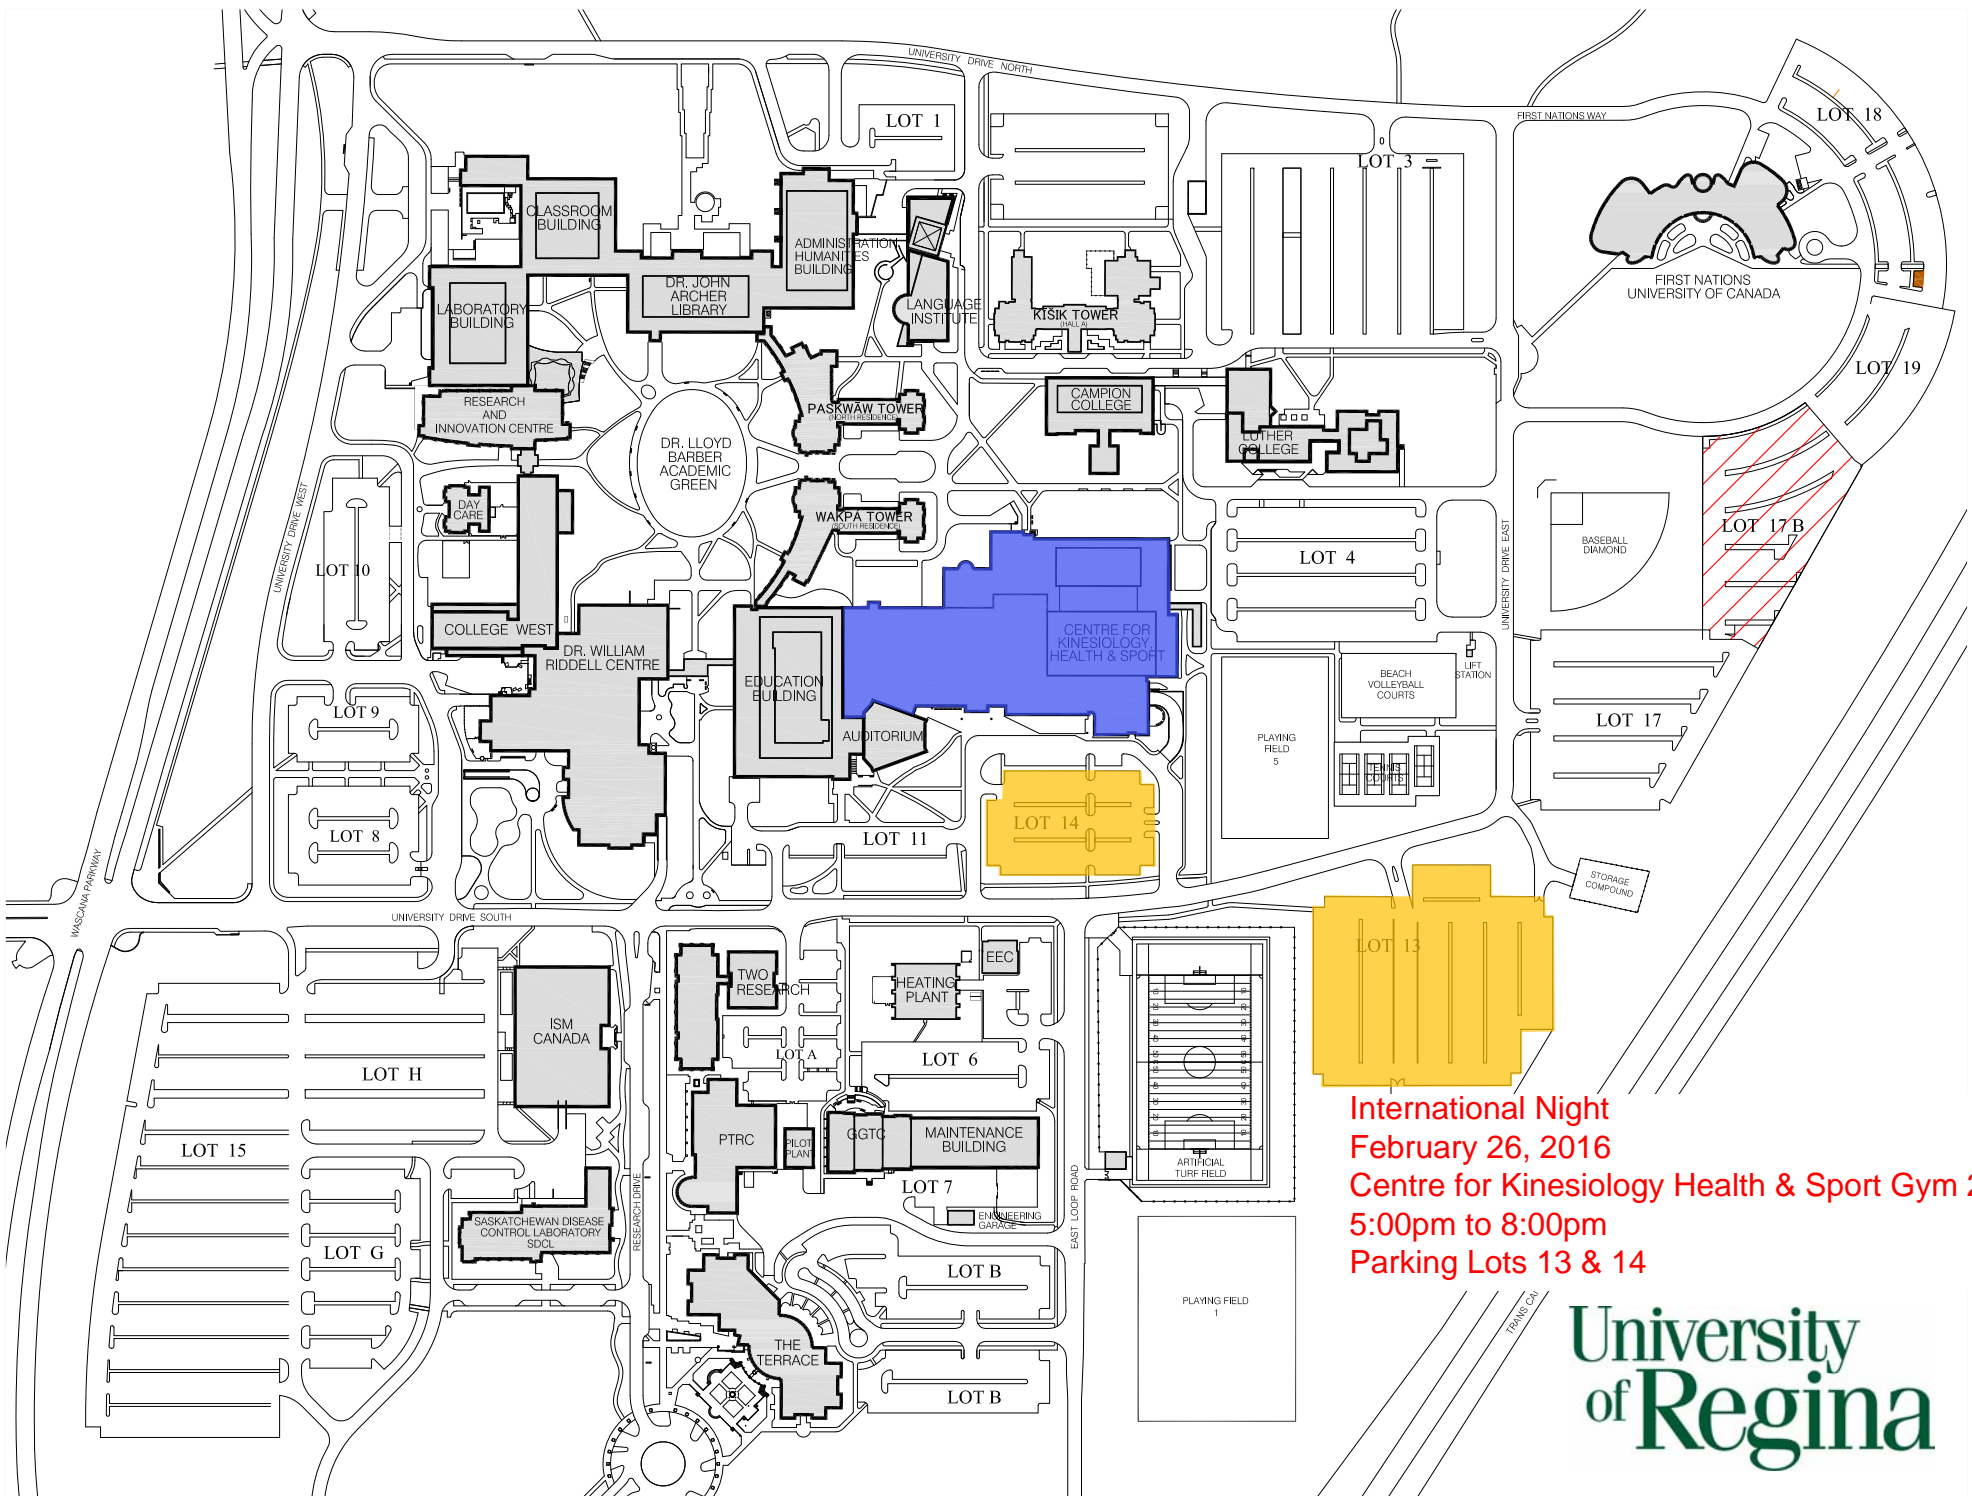 UNIVERSITY DRIVE NORTH
FIRST NATIONS WAY
LOT 18
LOT 1
LOT 3
CLASSROOM
BUILDING
ADMINISTRATION
HUMANITIES
BUILDING
DR. JOHN
ARCHER
LIBRARY
LANGUAGE
INSTITUTE
KĪSIK TOWER
(HALL A)
FIRST NATIONS
UNIVERSITY OF CANADA
LABORATORY
BUILDING
LOT 19
RESEARCH
AND
INNOVATION CENTRE
PASKWĀW TOWER
(NORTH RESIDENCE)
CAMPION
COLLEGE
LUTHER
COLLEGE
DR. LLOYD
BARBER
ACADEMIC
GREEN
UNIVERSITY DRIVE WEST
DAY
CARE
WAKPÁ TOWER
(SOUTH RESIDENCE)
LOT 10
LOT 4
UNIVERSITY DRIVE EAST
BASEBALL
DIAMOND
LOT 17 B
COLLEGE WEST
DR. WILLIAM
RIDDELL CENTRE
CENTRE FOR
KINESIOLOGY,
HEALTH & SPORT
EDUCATION
BUILDING
BEACH
VOLLEYBALL
COURTS
LIFT
STATION
LOT 9
AUDITORIUM
PLAYING
FIELD
5
LOT 17
TENNIS
COURTS
LOT 8
LOT 11
LOT 14
WASCANA PARKWAY
STORAGE
COMPOUND
UNIVERSITY DRIVE SOUTH
LOT 13
TWO
RESEARCH
HEATING
PLANT
EEC
ISM
CANADA
LOT A
LOT 6
LOT H
PTRC
PILOT
PLANT
GGTC
MAINTENANCE
BUILDING
LOT 15
ARTIFICIAL
TURF FIELD
LOT 7
ENGINEERING
GARAGE
RESEARCH DRIVE
EAST LOOP ROAD
SASKATCHEWAN DISEASE
CONTROL LABORATORY
SDCL
LOT G
LOT B
THE
TERRACE
LOT B
PLAYING FIELD
1
International Night
February 26, 2016
Centre for Kinesiology Health & Sport Gym 2
5:00pm to 8:00pm
Parking Lots 13 & 14
TRANS CA
University
of Regina